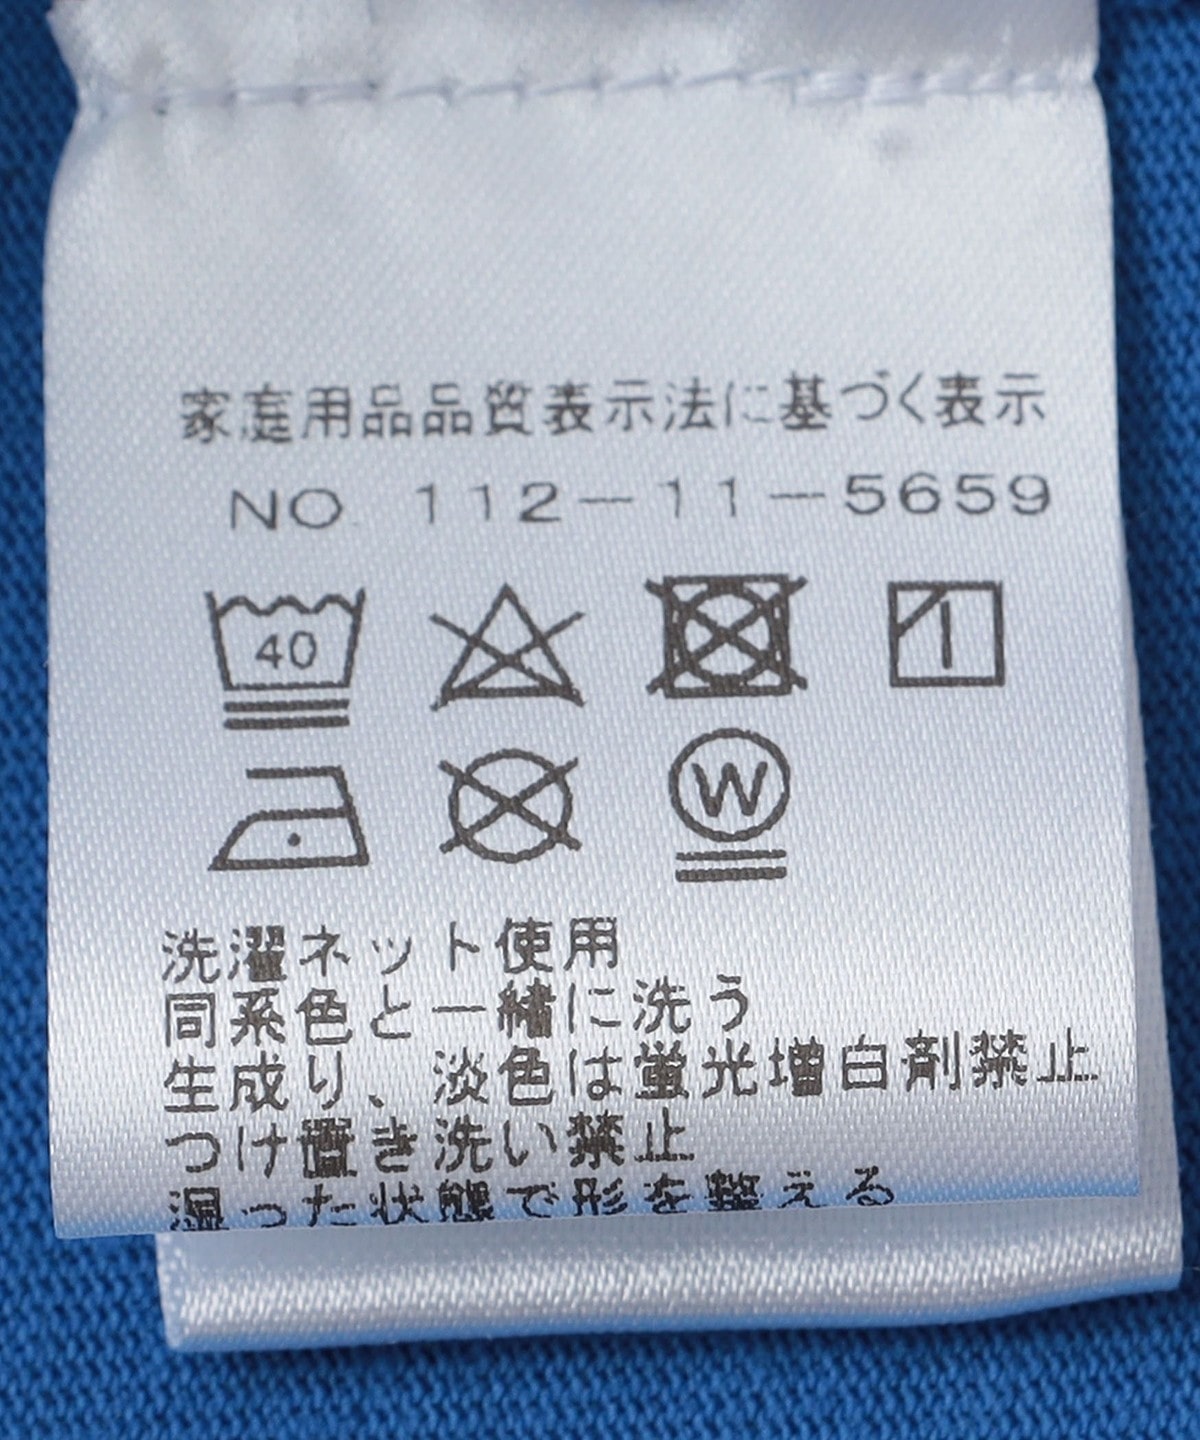 家庭用品品質表示法に基づく表示
NO. 112-11-5659
40
W
洗濯ネット使用
同系色と一緒に洗う
生成り、淡色は蛍光増白剤禁止
つけ置き洗い禁止
湿った状態で形を整える